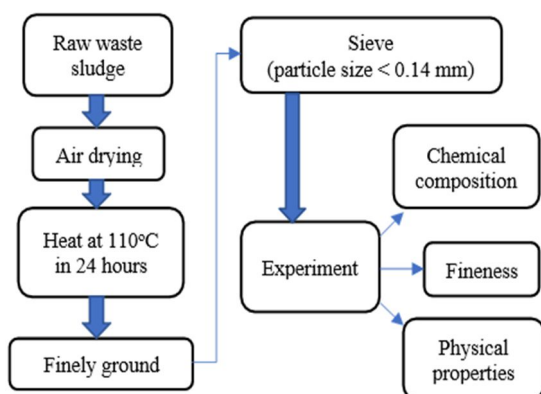 Raw waste
sludge
Air drying
Heat at 110°C
in 24 hours
Finely ground
Sieve
(particle size < 0.14 mm)
Experiment
Chemical
composition
Fineness
Physical
properties